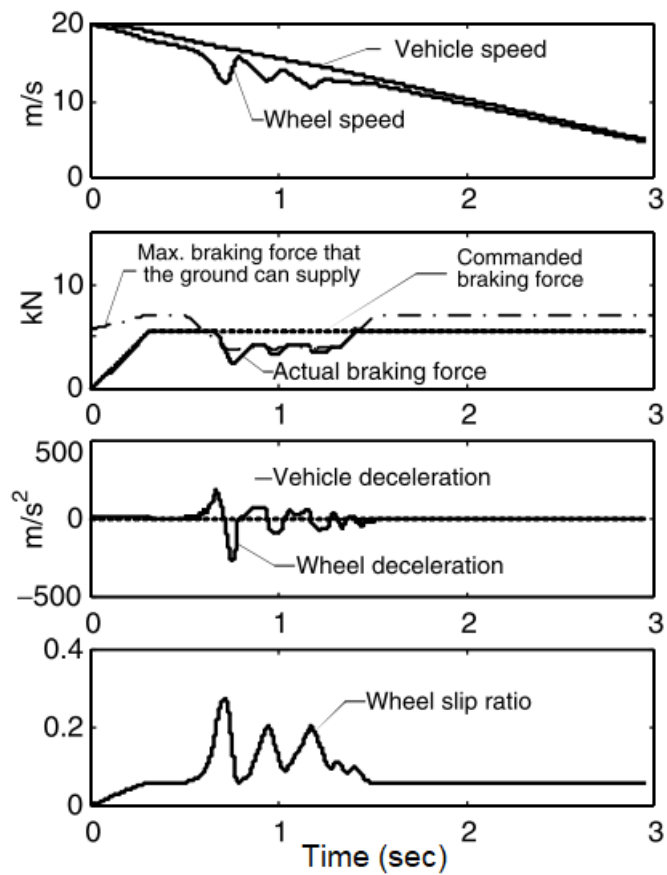 20
Vehicle speed
m/s
10
Wheel speed
0
0 1 2 3
Max. braking force that
the ground can supply
Commanded
braking force
10
kN
Actual braking force
0
0 1 2 3
500
Vehicle deceleration
m/s²
0
Wheel deceleration
−500
0 1 2 3
0.4
Wheel slip ratio
0.2
0
0 1 2 3
Time (sec)